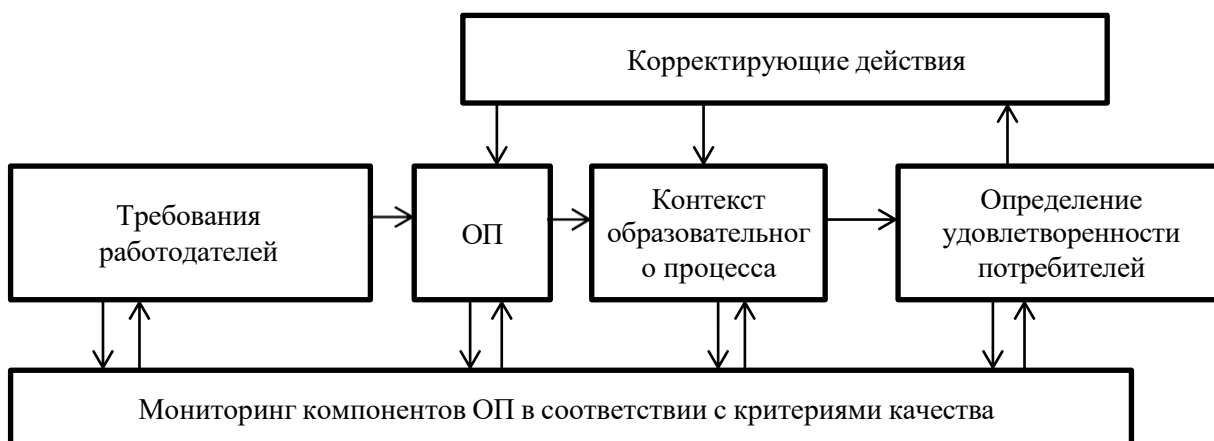 Корректирующие действия
Требования
работодателей
ОП
Контекст
образовательног
о процесса
Определение
удовлетворенности
потребителей
Мониторинг компонентов ОП в соответствии с критериями качества